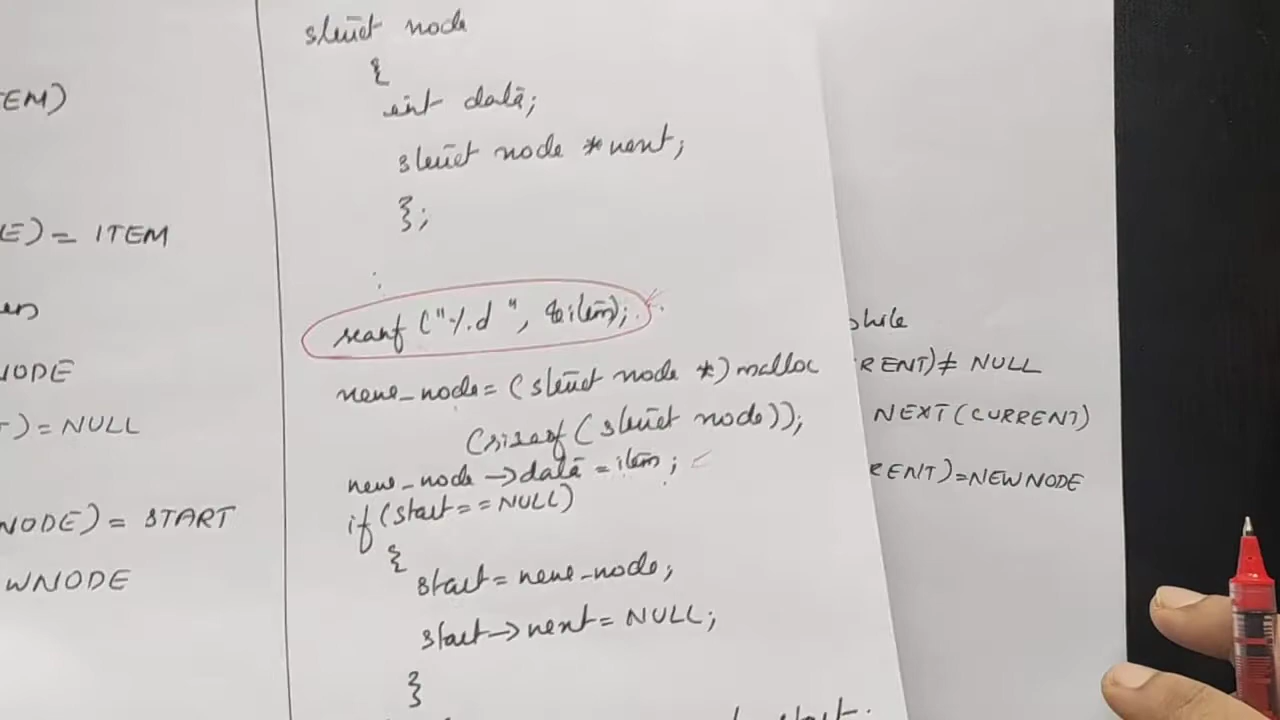 struct node
{
int data;
struct node *next;
};
scanf ("%d", &item);
new_node = (struct node *) malloc
(sizeof (struct node));
new_node -> data = item ;
if (start == NULL)
{
start = new_node;
start -> next = NULL;
}
start.
TEM)
E) = ITEM
NODE
T) = NULL
NODE) = START
WNODE
while
RENT) ≠ NULL
NEXT (CURRENT)
RENT) = NEWNODE